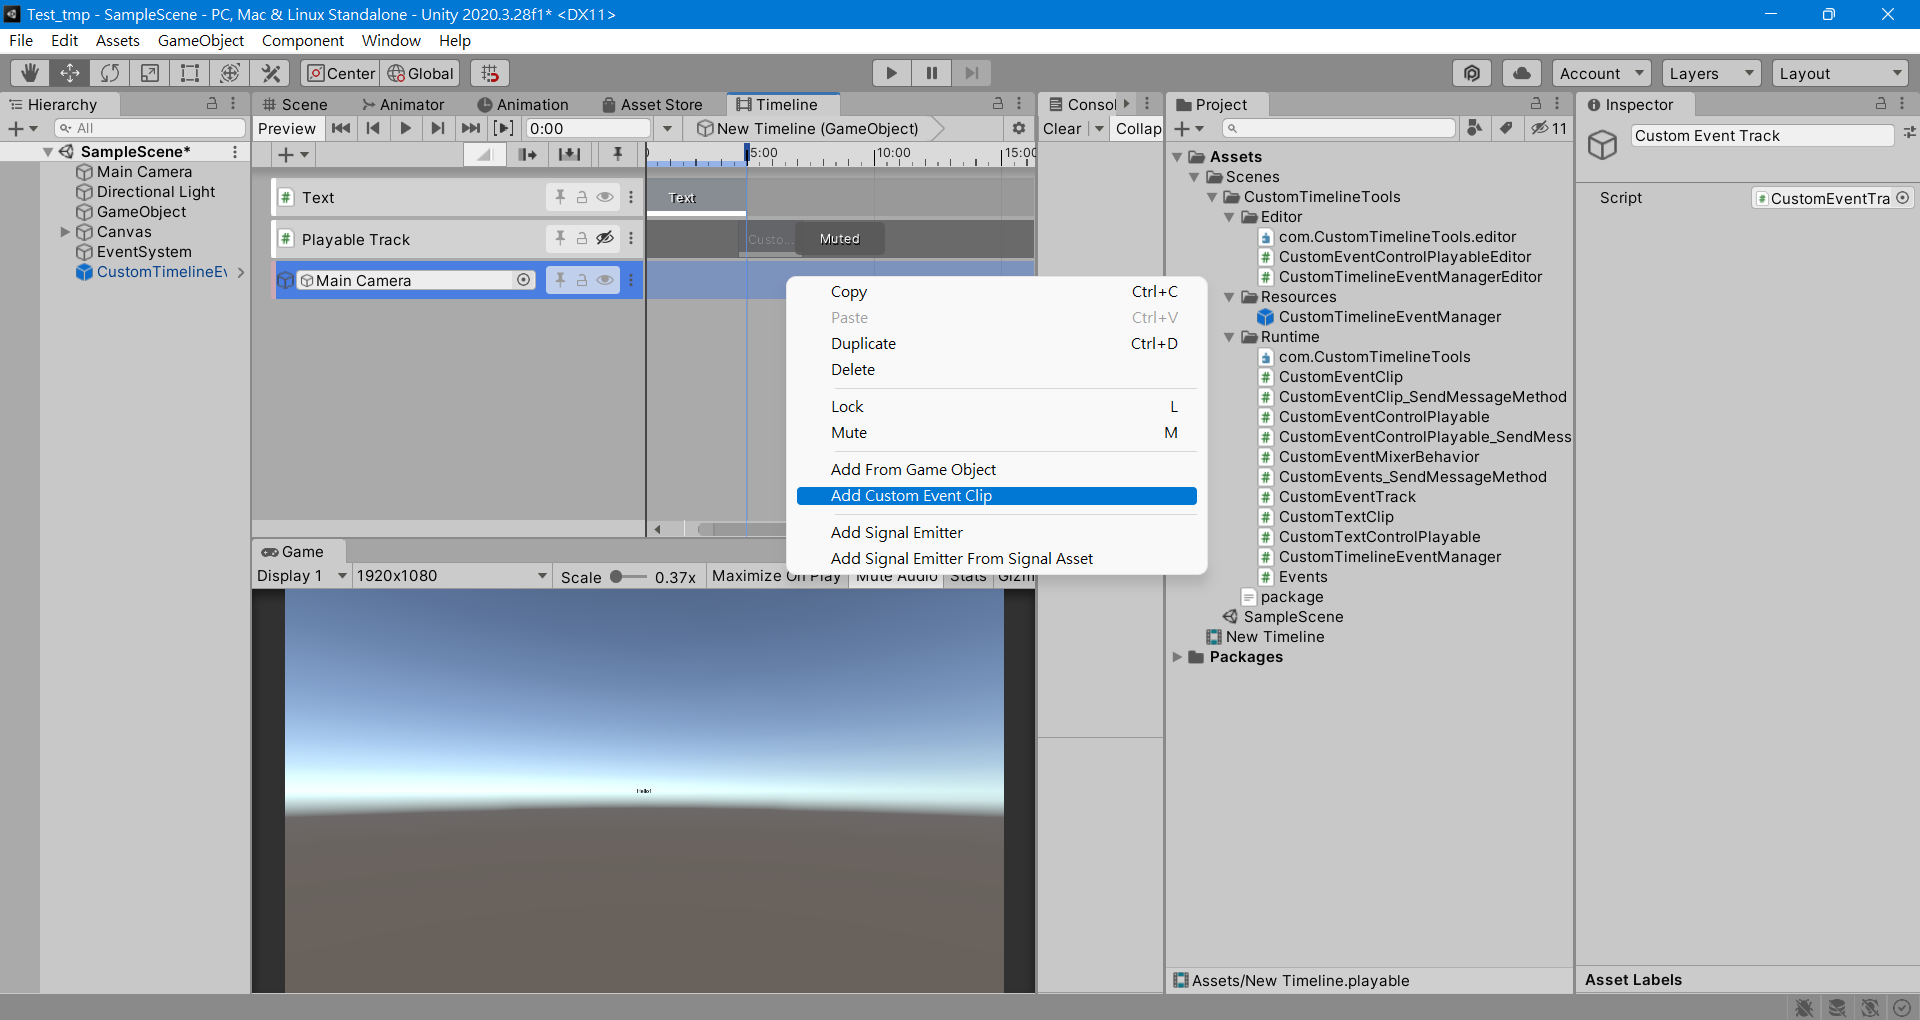 Test_tmp - SampleScene - PC, Mac & Linux Standalone - Unity 2020.3.28f1* <DX11>
File Edit Assets GameObject Component Window Help
Center Global Account Layers Layout
Hierarchy
All
SampleScene*
Main Camera
Directional Light
GameObject
Canvas
EventSystem
CustomTimelineEv
Scene Animator Animation Asset Store Timeline
Preview 0:00 New Timeline (GameObject)
5:00 10:00 15:00
Text Text
Playable Track Custo... Muted
Main Camera
Copy Ctrl+C
Paste Ctrl+V
Duplicate Ctrl+D
Delete
Lock L
Mute M
Add From Game Object
Add Custom Event Clip
Add Signal Emitter
Add Signal Emitter From Signal Asset
Game
Display 1 1920x1080 Scale 0.37x Maximize On Play Mute Audio Stats Gizm
Hello!
Consol
Clear Collap
Project
11
Assets
Scenes
CustomTimelineTools
Editor
com.CustomTimelineTools.editor
CustomEventControlPlayableEditor
CustomTimelineEventManagerEditor
Resources
CustomTimelineEventManager
Runtime
com.CustomTimelineTools
CustomEventClip
CustomEventClip_SendMessageMethod
CustomEventControlPlayable
CustomEventControlPlayable_SendMess
CustomEventMixerBehavior
CustomEvents_SendMessageMethod
CustomEventTrack
CustomTextClip
CustomTextControlPlayable
CustomTimelineEventManager
Events
package
SampleScene
New Timeline
Packages
Assets/New Timeline.playable
Inspector
Custom Event Track
Script CustomEventTra
Asset Labels